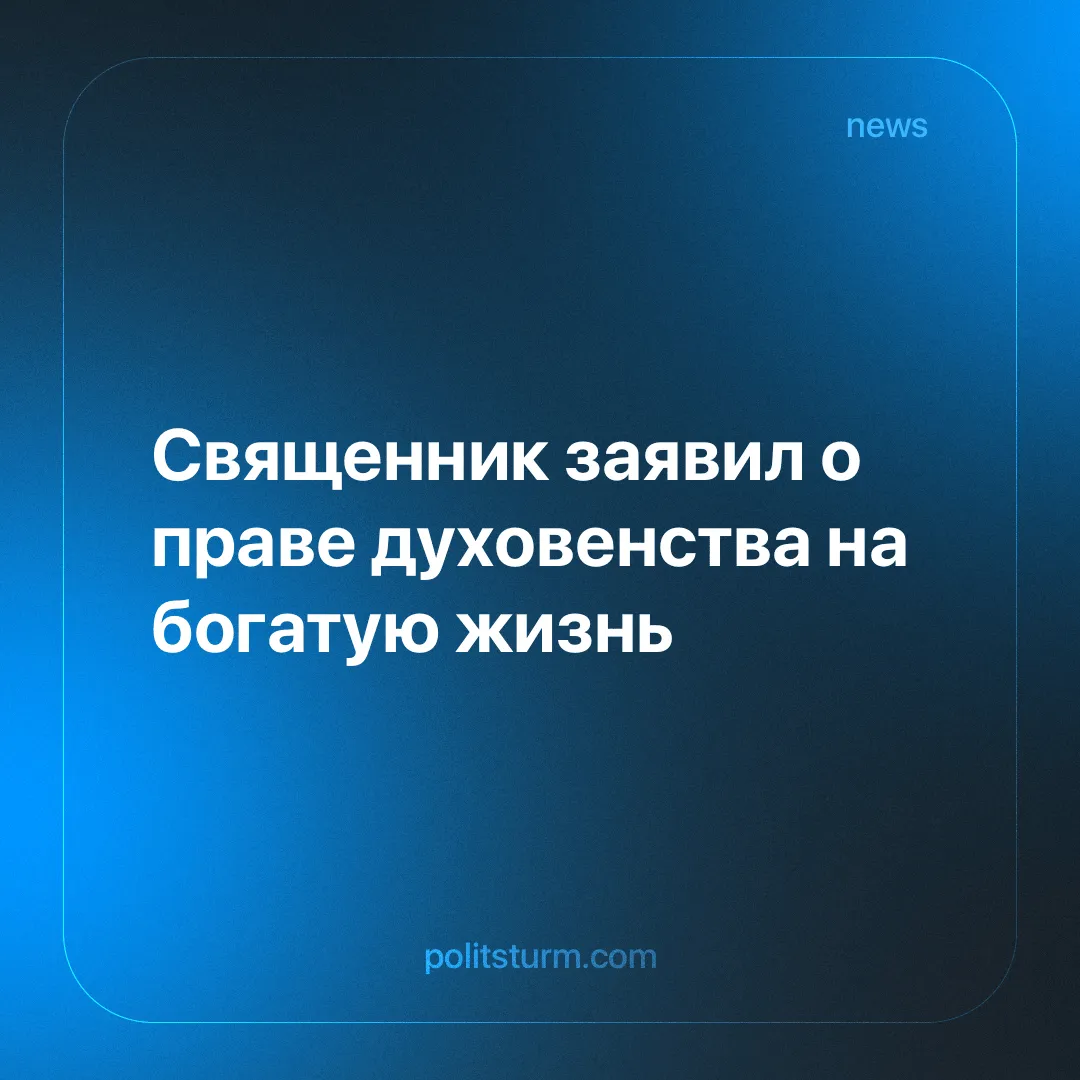 news
Священник заявил о
праве духовенства на
богатую жизнь
politsturm.com